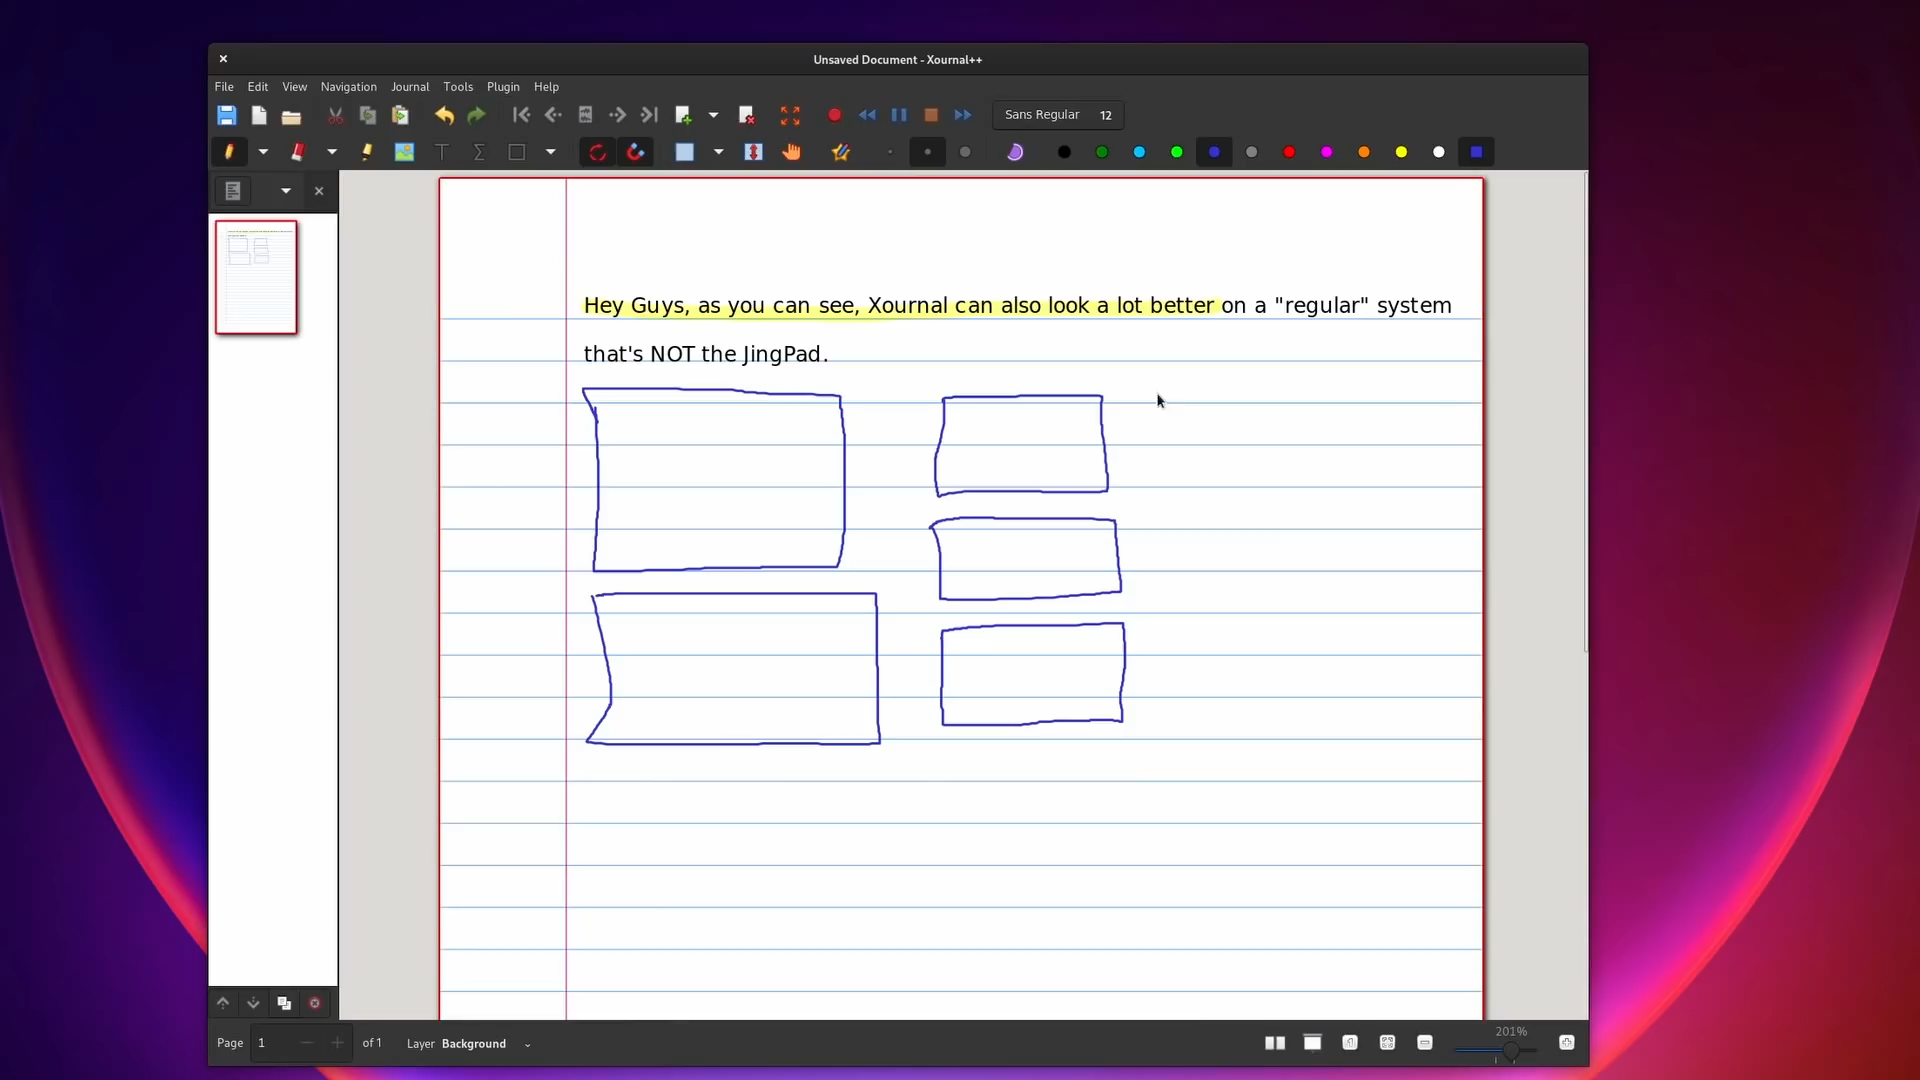 Unsaved Document - Xournal++
File Edit View Navigation Journal Tools Plugin Help
Sans Regular 12
Hey Guys, as you can see, Xournal can also look a lot better on a "regular" system
that's NOT the JingPad.
Page 1 of 1 Layer Background 201%